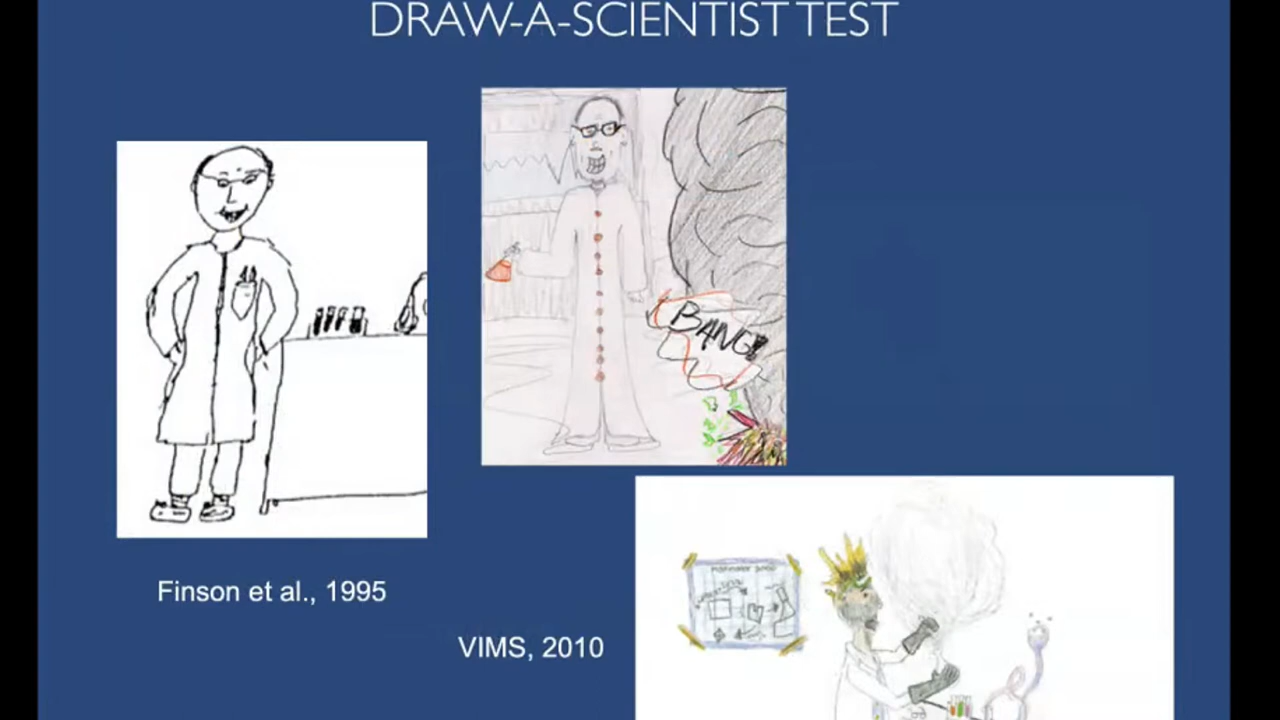 DRAW-A-SCIENTIST TEST
BANG!
Finson et al., 1995
VIMS, 2010